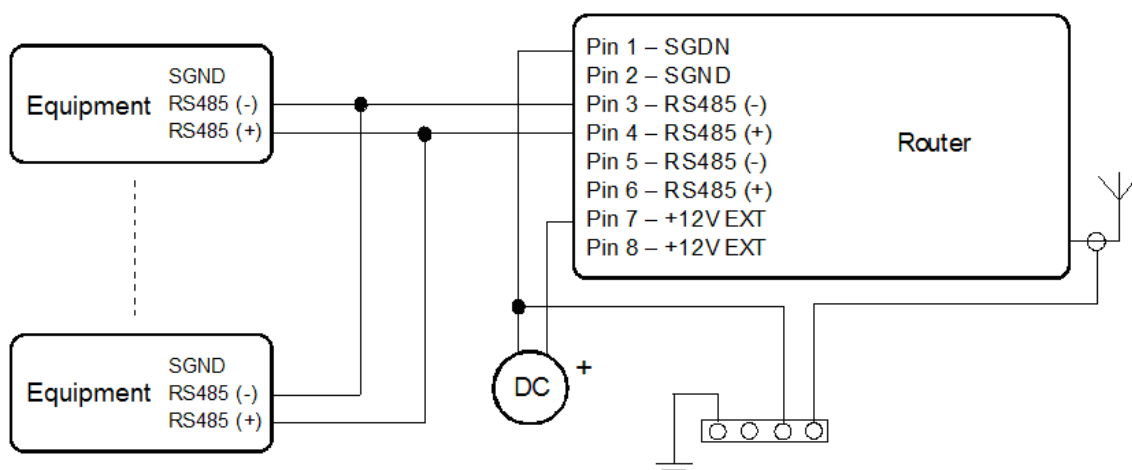 SGND
Equipment
RS485 (-)
RS485 (+)
Pin 1 – SGDN
Pin 2 – SGND
Pin 3 – RS485 (-)
Pin 4 – RS485 (+)
Pin 5 – RS485 (-)
Pin 6 – RS485 (+)
Pin 7 – +12V EXT
Pin 8 – +12V EXT
Router
SGND
Equipment
RS485 (-)
RS485 (+)
DC
+